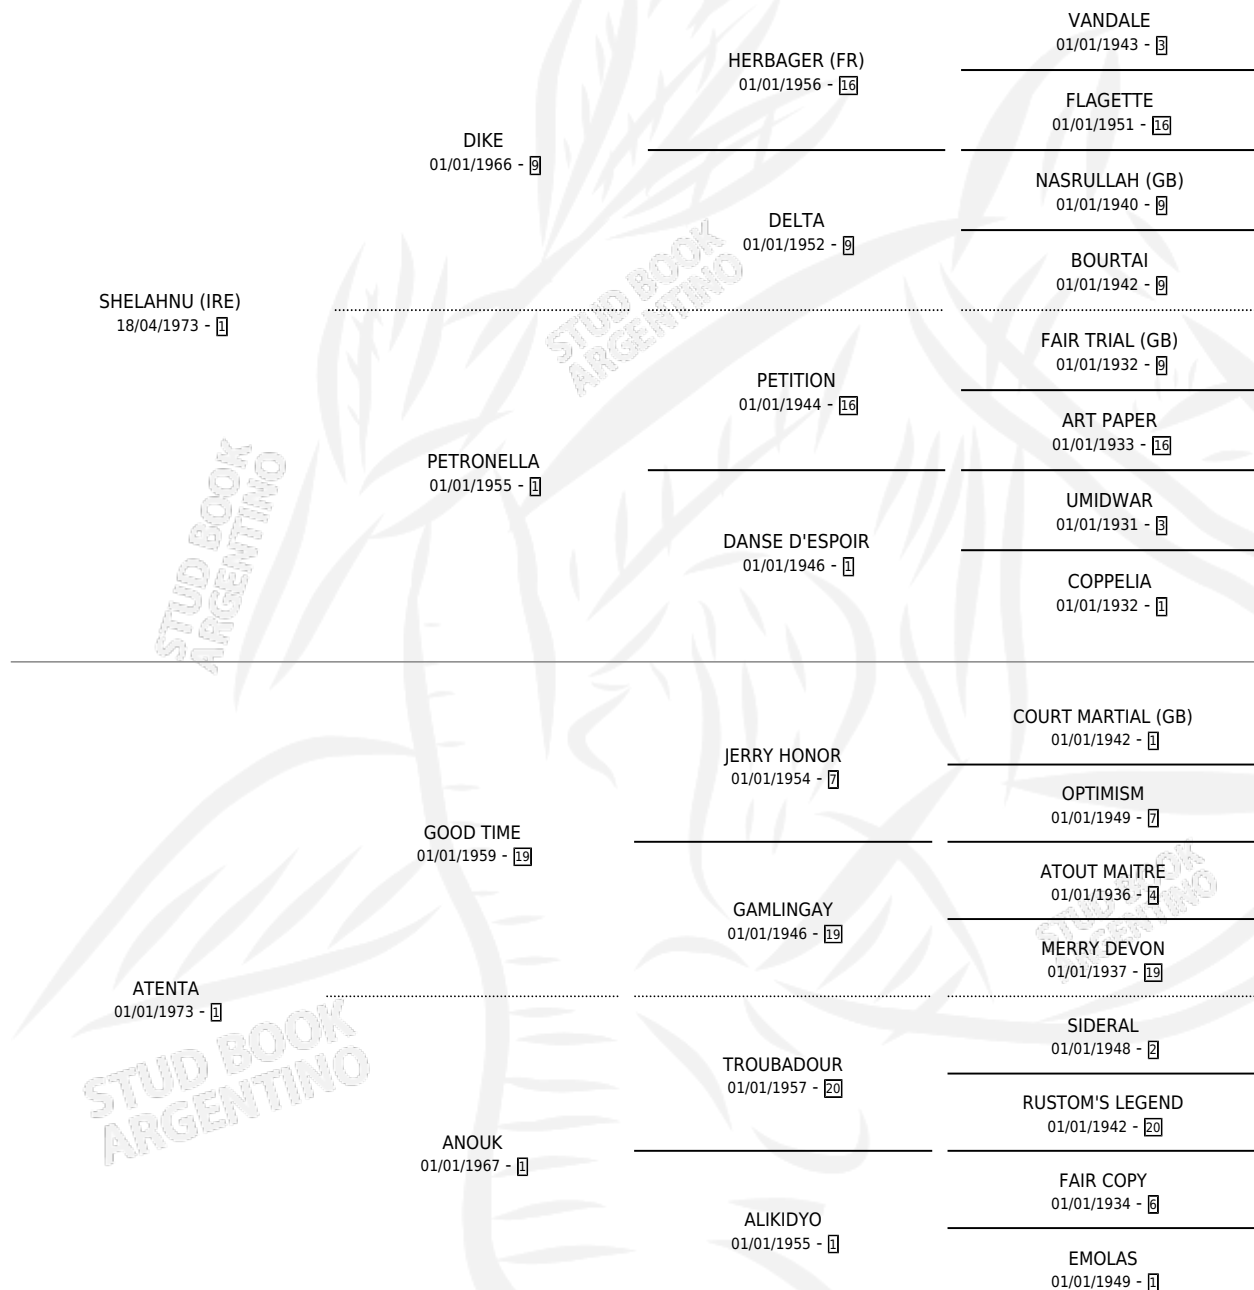 VANDALE
01/01/1943 - 3
HERBAGER (FR)
01/01/1956 - 16
FLAGETTE
01/01/1951 - 16
DIKE
01/01/1966 - 9
NASRULLAH (GB)
01/01/1940 - 9
DELTA
01/01/1952 - 9
BOURTAI
01/01/1942 - 9
SHELAHNU (IRE)
18/04/1973 - 1
STUD BOOK
ARGENTINO
FAIR TRIAL (GB)
01/01/1932 - 9
PETITION
01/01/1944 - 16
ART PAPER
01/01/1933 - 16
PETRONELLA
01/01/1955 - 1
UMIDWAR
01/01/1931 - 3
DANSE D'ESPOIR
01/01/1946 - 1
COPPELIA
01/01/1932 - 1
STUD BOOK
ARGENTINO
COURT MARTIAL (GB)
01/01/1942 - 1
JERRY HONOR
01/01/1954 - 7
OPTIMISM
01/01/1949 - 7
GOOD TIME
01/01/1959 - 19
ATOUT MAITRE
01/01/1936 - 4
GAMLINGAY
01/01/1946 - 19
MERRY DEVON
01/01/1937 - 19
STUD BOOK
ARGENTINO
ATENTA
01/01/1973 - 1
SIDERAL
01/01/1948 - 2
TROUBADOUR
01/01/1957 - 20
RUSTOM'S LEGEND
01/01/1942 - 20
STUD BOOK
ARGENTINO
ANOUK
01/01/1967 - 1
FAIR COPY
01/01/1934 - 6
ALIKIDYO
01/01/1955 - 1
EMOLAS
01/01/1949 - 1